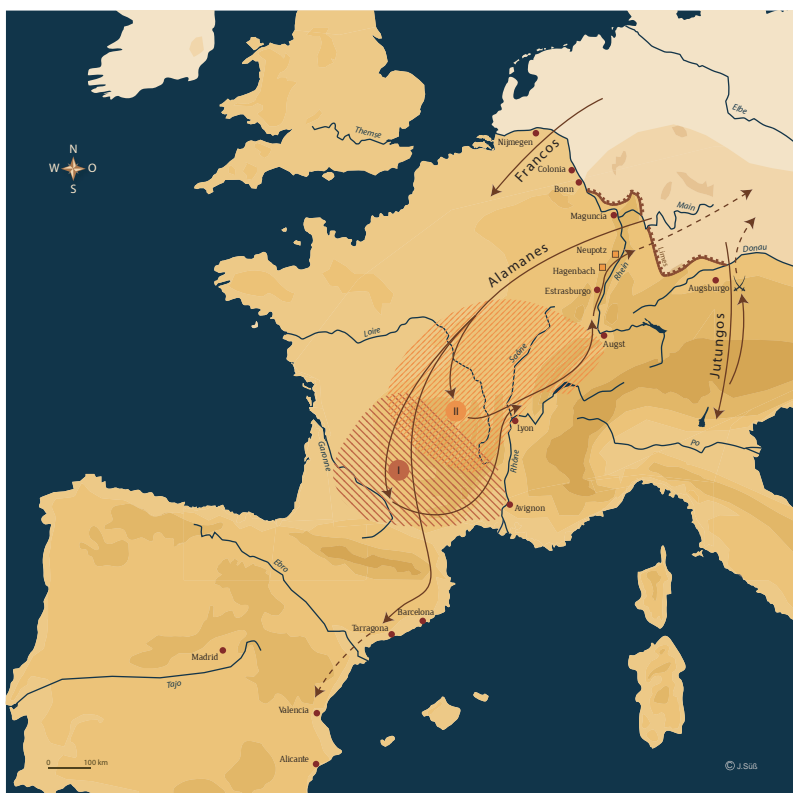 Elbe
Themse
Nijmegen
Francos
N
W
O
S
Colonia
Bonn
Maguncia
Main
Alamanes
Neupotz
Limes
Donau
Hagenbach
Rhein
Estrasburgo
Augsburgo
Jutungos
Loire
Augst
Saône
II
Lyon
Po
Garonne
I
Rhône
Avignon
Ebro
Barcelona
Tarragona
Madrid
Tajo
Valencia
Alicante
0 100 km
© J.Süß